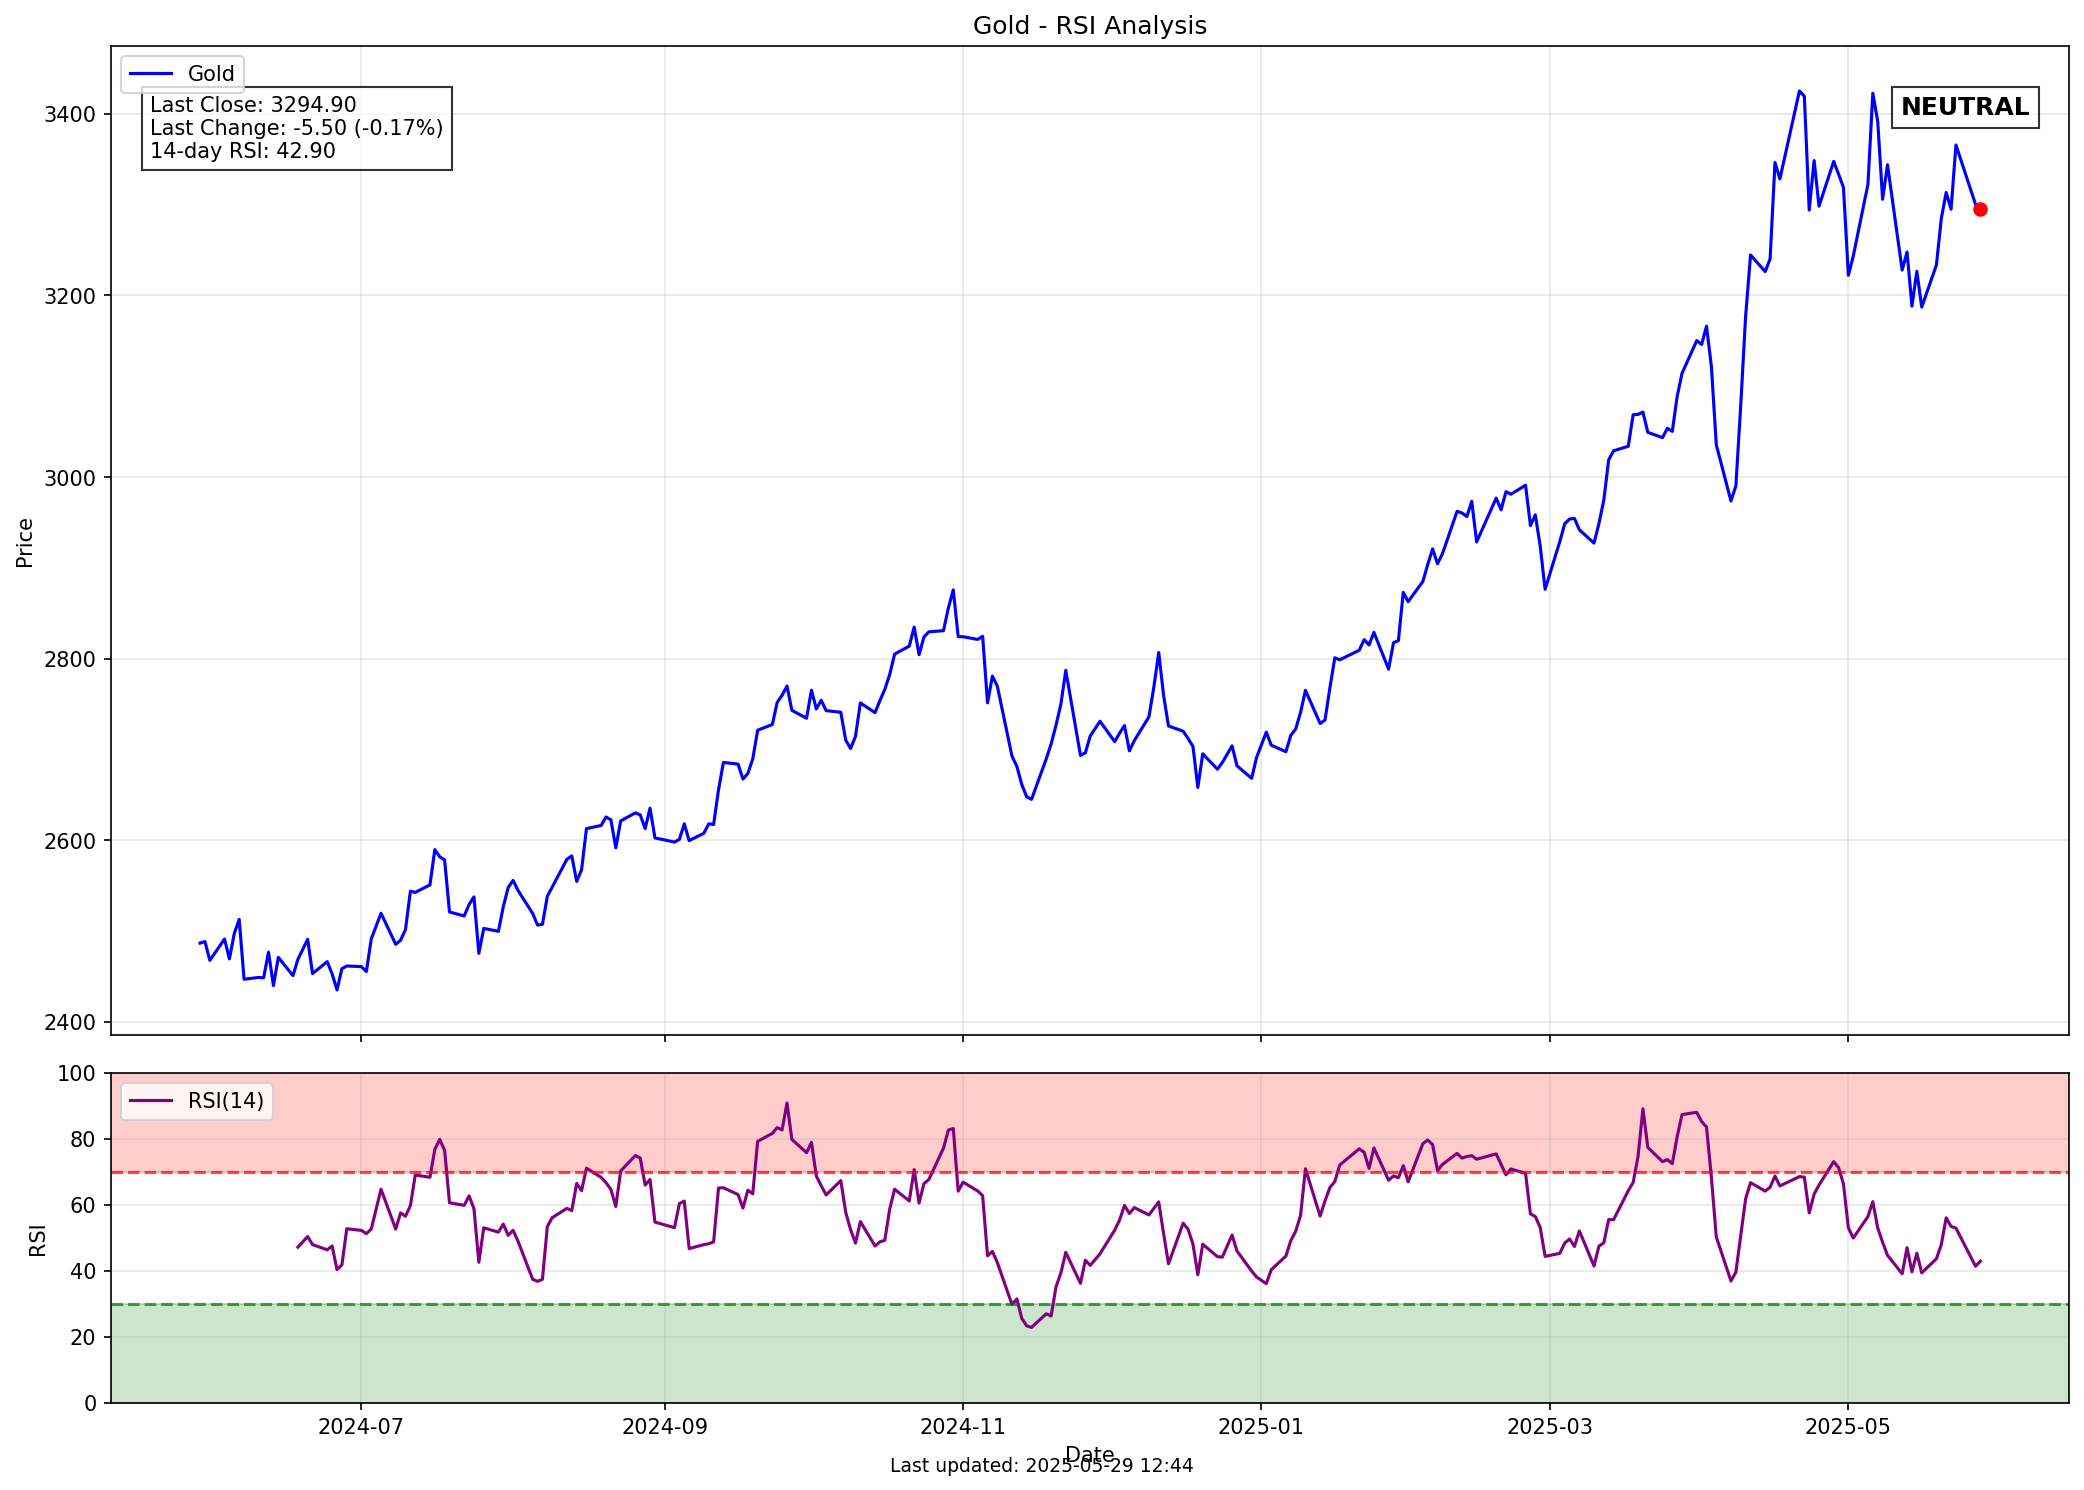 Gold - RSI Analysis
Gold
Last Close: 3294.90
Last Change: -5.50 (-0.17%)
14-day RSI: 42.90
NEUTRAL
Price
3400
3200
3000
2800
2600
2400
RSI(14)
RSI
100
80
60
40
20
0
2024-07
2024-09
2024-11
2025-01
2025-03
2025-05
Date
Last updated: 2025-05-29 12:44